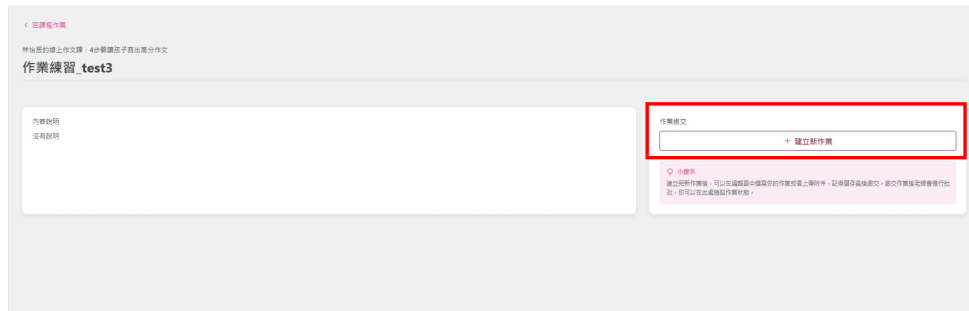 < 回課程作業
林怡辰的線上作文課：4步驟讓孩子寫出高分作文
作業練習_test3
內容說明
沒有說明
作業繳交
+ 建立新作業
小提示
建立完新作業後，可以在編輯頁中撰寫你的作業或者上傳附件，記得儲存最後繳交。繳交作業後老師會進行批
改，你可以在此處追蹤作業狀態。